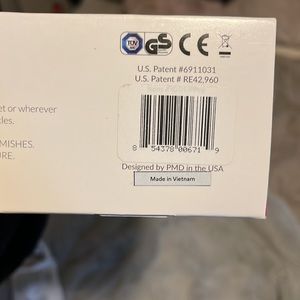 TÜV
GS
CE
U.S. Patent #6911031
U.S. Patent # RE42,960
et or wherever
cles.
MISHES.
URE.
8 54378 00671 9
Designed by PMD in the USA
Made in Vietnam